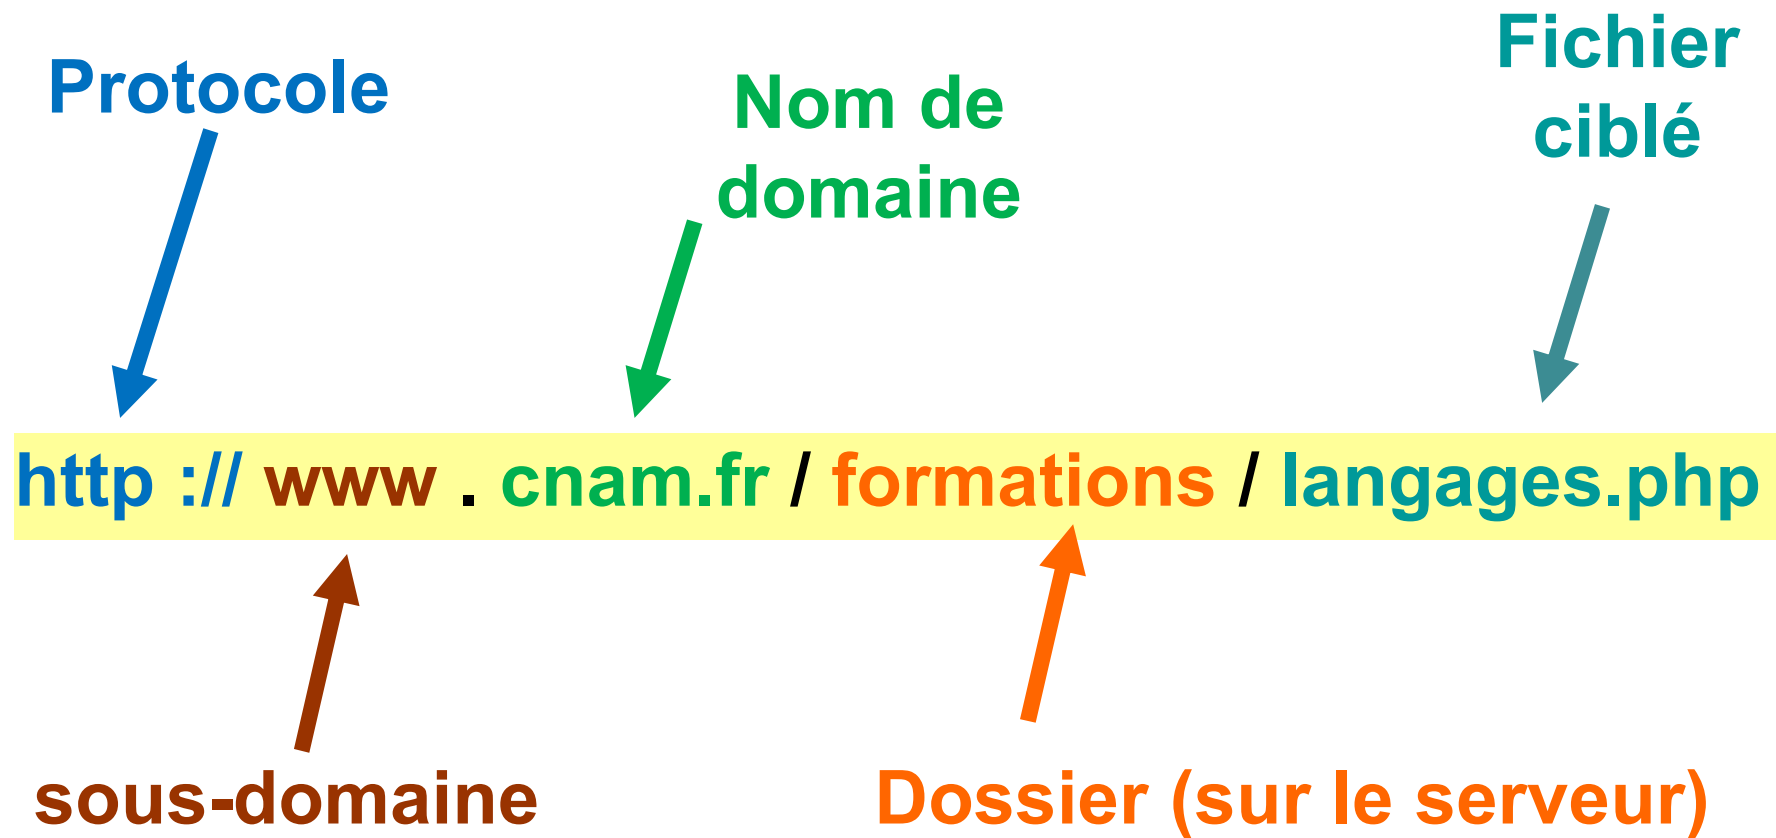 Protocole
Nom de
domaine
Fichier
ciblé
http :// www . cnam.fr / formations / langages.php
sous-domaine
Dossier (sur le serveur)